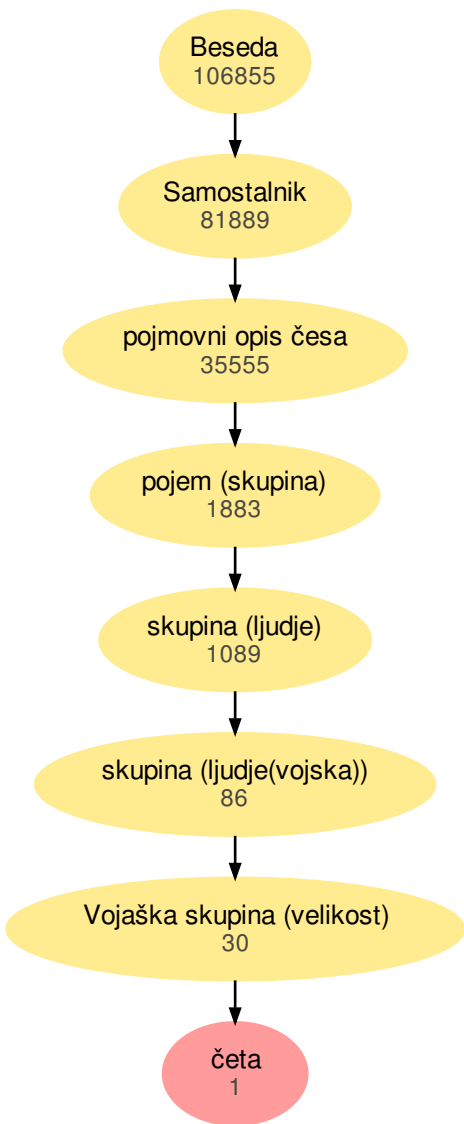 Beseda
106855
Samostalnik
81889
pojmovni opis česa
35555
pojem (skupina)
1883
skupina (ljudje)
1089
skupina (ljudje(vojska))
86
Vojaška skupina (velikost)
30
četa
1